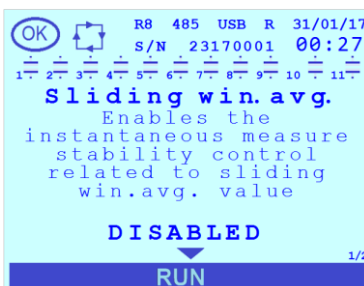 OK R8 485 USB R 31/01/17
S/N 23170001 00:27
1 2 3 4 5 6 7 8 9 10 11
Sliding win.avg.
Enables the
instantaneous measure
stability control
related to sliding
win.avg. value
DISABLED
1/2
RUN